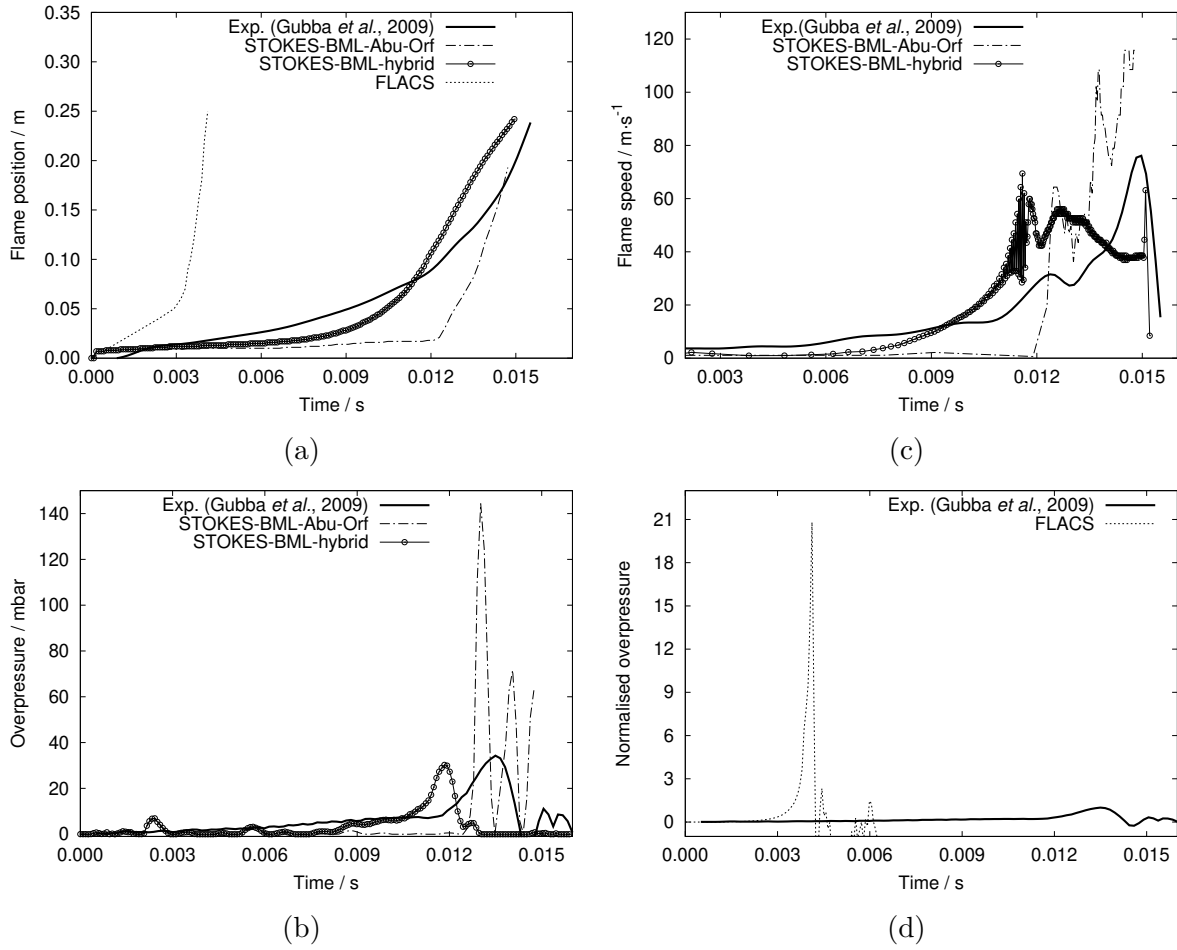 0.35
0.30
0.25
0.20
0.15
0.10
0.05
0.00
Flame position / m
Exp. (Gubba et al., 2009)
STOKES-BML-Abu-Orf
STOKES-BML-hybrid
FLACS
0.000 0.003 0.006 0.009 0.012 0.015
Time / s
(a)
120
100
80
60
40
20
0
Flame speed / m·s-1
Exp.(Gubba et al., 2009)
STOKES-BML-Abu-Orf
STOKES-BML-hybrid
0.003 0.006 0.009 0.012 0.015
Time / s
(c)
140
120
100
80
60
40
20
0
Overpressure / mbar
Exp. (Gubba et al., 2009)
STOKES-BML-Abu-Orf
STOKES-BML-hybrid
0.000 0.003 0.006 0.009 0.012 0.015
Time / s
(b)
21
18
15
12
9
6
3
0
Normalised overpressure
Exp. (Gubba et al., 2009)
FLACS
0.000 0.003 0.006 0.009 0.012 0.015
Time / s
(d)